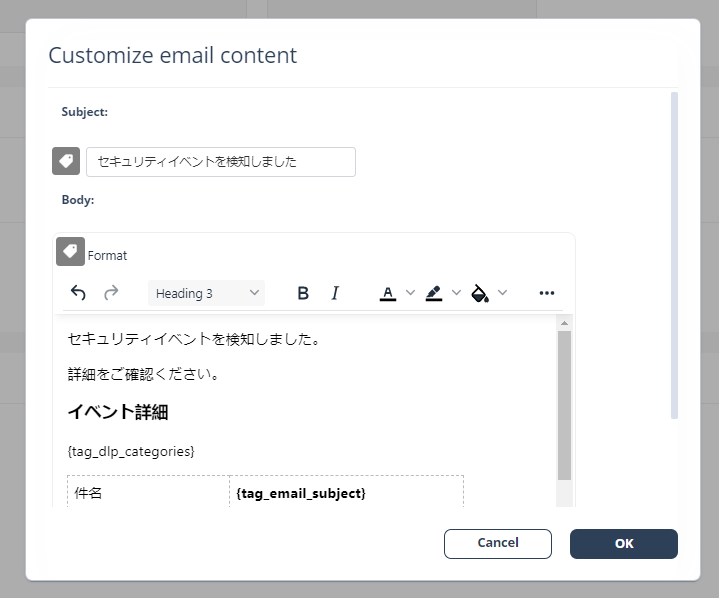 Customize email content
Subject:
セキュリティイベントを検知しました
Body:
Format
Heading 3
B I A
セキュリティイベントを検知しました。
詳細をご確認ください。
イベント詳細
{tag_dlp_categories}
件名 {tag_email_subject}
Cancel OK